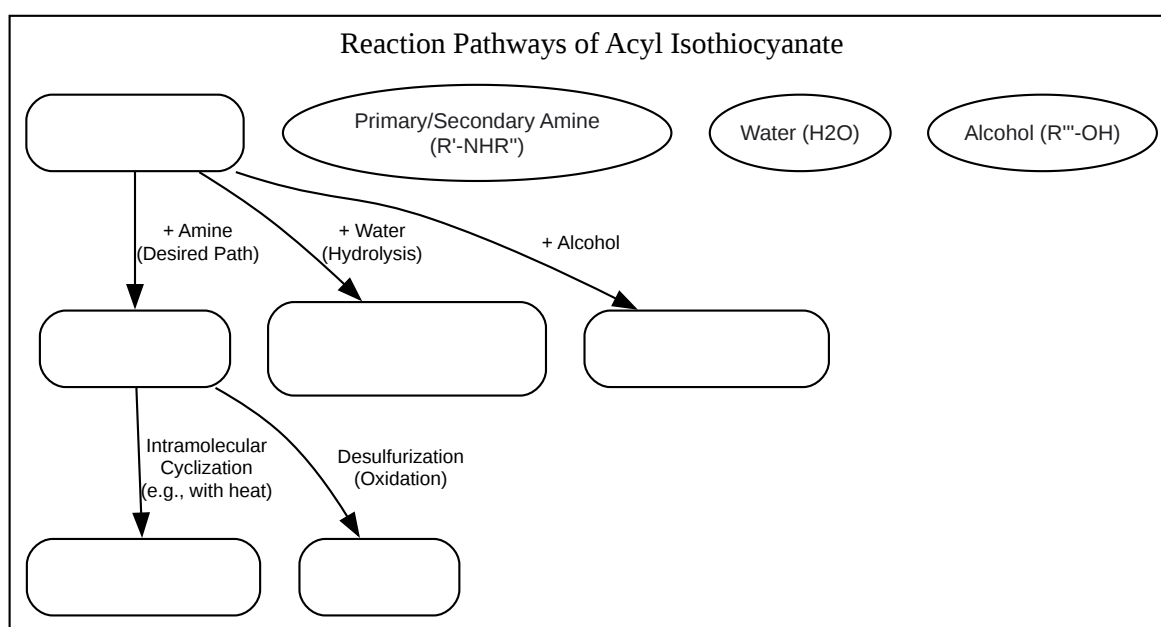 Reaction Pathways of Acyl Isothiocyanate
Primary/Secondary Amine
(R'-NHR")
Water (H2O)
Alcohol (R'"-OH)
+ Amine
(Desired Path)
+ Water
(Hydrolysis)
+ Alcohol
Intramolecular
Cyclization
(e.g., with heat)
Desulfurization
(Oxidation)